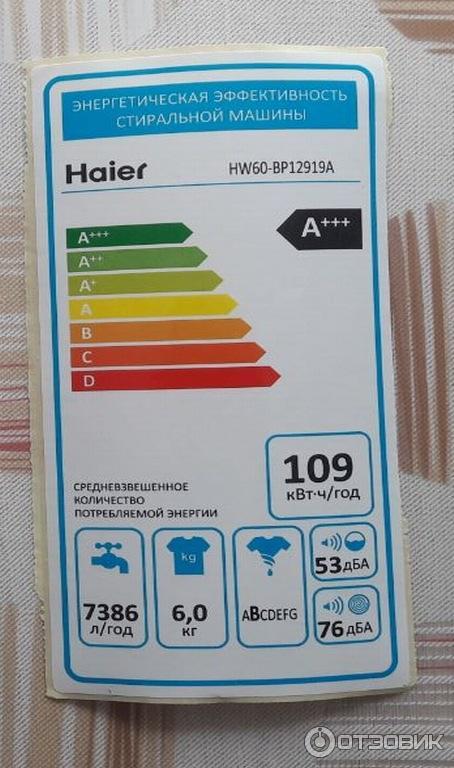 ЭНЕРГЕТИЧЕСКАЯ ЭФФЕКТИВНОСТЬ
СТИРАЛЬНОЙ МАШИНЫ
Haier HW60-BP12919A
A+++ A+++
A++
A+
A
B
C
D
СРЕДНЕВЗВЕШЕННОЕ
КОЛИЧЕСТВО
ПОТРЕБЛЯЕМОЙ ЭНЕРГИИ
109
кВт·ч/год
kg
7386
л/год
6,0
кг
ABCDEFG
53дБА
76дБА
ОТЗОВИК